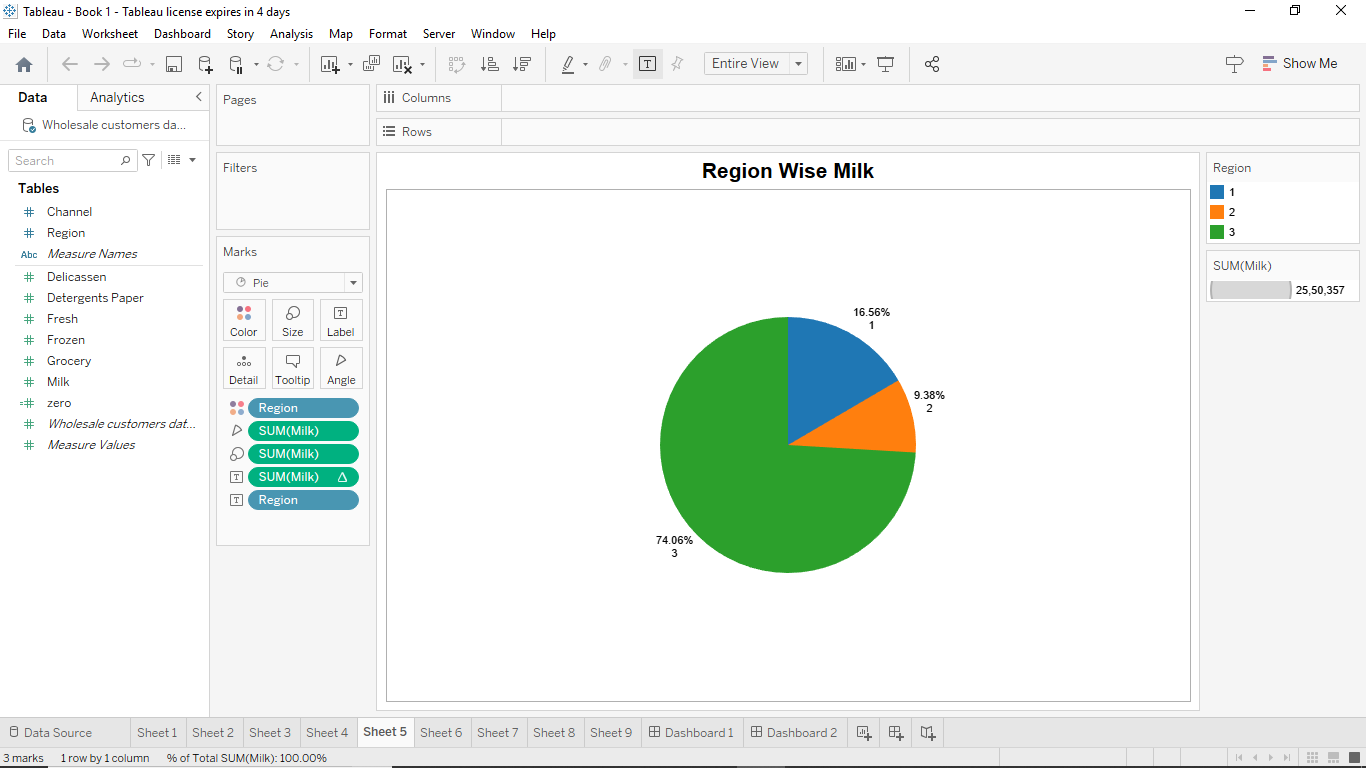 Tableau - Book 1 - Tableau license expires in 4 days
File Data Worksheet Dashboard Story Analysis Map Format Server Window Help
Entire View
Show Me
Data Analytics
Wholesale customers da...
Search
Tables
Channel
Region
Abc Measure Names
Delicassen
Detergents Paper
Fresh
Frozen
Grocery
Milk
zero
Wholesale customers dat...
Measure Values
Pages
Filters
Marks
Pie
Color Size Label
Detail Tooltip Angle
Region
SUM(Milk)
SUM(Milk)
SUM(Milk)
Region
Columns
Rows
Region Wise Milk
16.56%
1
9.38%
2
74.06%
3
Region
1
2
3
SUM(Milk)
25,50,357
Data Source Sheet 1 Sheet 2 Sheet 3 Sheet 4 Sheet 5 Sheet 6 Sheet 7 Sheet 8 Sheet 9 Dashboard 1 Dashboard 2
3 marks 1 row by 1 column % of Total SUM(Milk): 100.00%